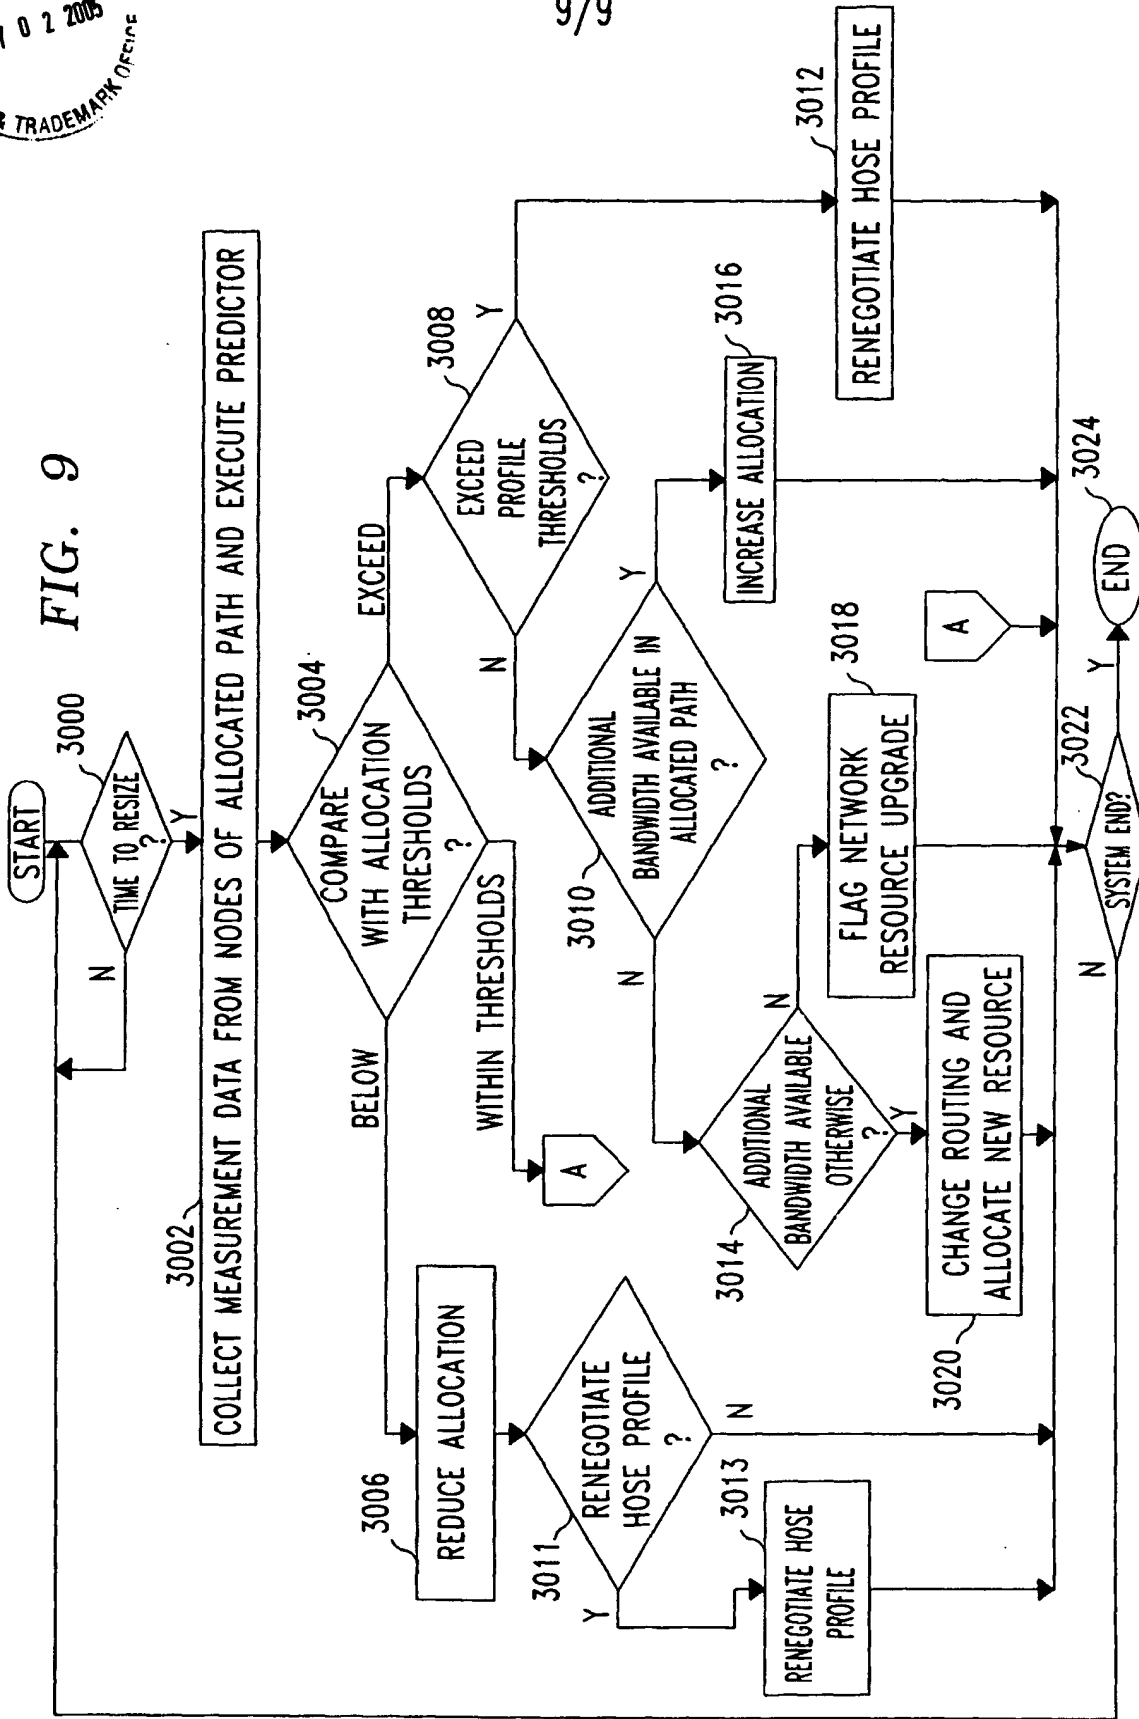 0 2 2005
& TRADEMARK OFFICE
9/9
FIG. 9
START
3000
TIME TO RESIZE
?
N
Y
3002
COLLECT MEASUREMENT DATA FROM NODES OF ALLOCATED PATH AND EXECUTE PREDICTOR
3004
COMPARE
WITH ALLOCATION
THRESHOLDS
?
BELOW
WITHIN THRESHOLDS
EXCEED
A
3006
REDUCE ALLOCATION
3011
RENEGOTIATE
HOSE PROFILE
?
Y
N
3013
RENEGOTIATE HOSE
PROFILE
3008
EXCEED
PROFILE
THRESHOLDS
?
N
Y
3010
ADDITIONAL
BANDWIDTH AVAILABLE IN
ALLOCATED PATH
?
N
Y
3012
RENEGOTIATE HOSE PROFILE
3016
INCREASE ALLOCATION
3014
ADDITIONAL
BANDWIDTH AVAILABLE
OTHERWISE
?
N
Y
3018
FLAG NETWORK
RESOURCE UPGRADE
3020
CHANGE ROUTING AND
ALLOCATE NEW RESOURCE
A
3022
SYSTEM END?
N
Y
3024
END